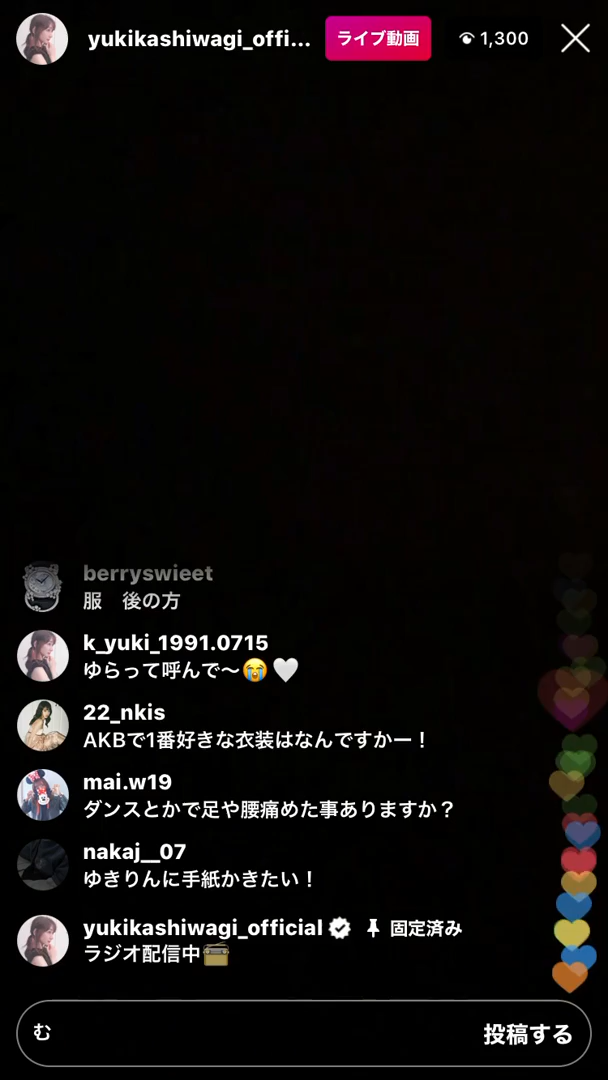 yukikashiwagi_offi...
ライブ動画
1,300
berryswieet
服　後の方
k_yuki_1991.0715
ゆらって呼んで〜😭🤍
22_nkis
AKBで1番好きな衣装はなんですかー！
mai.w19
ダンスとかで足や腰痛めた事ありますか？
nakaj__07
ゆきりんに手紙かきたい！
yukikashiwagi_official 固定済み
ラジオ配信中📻
む
投稿する